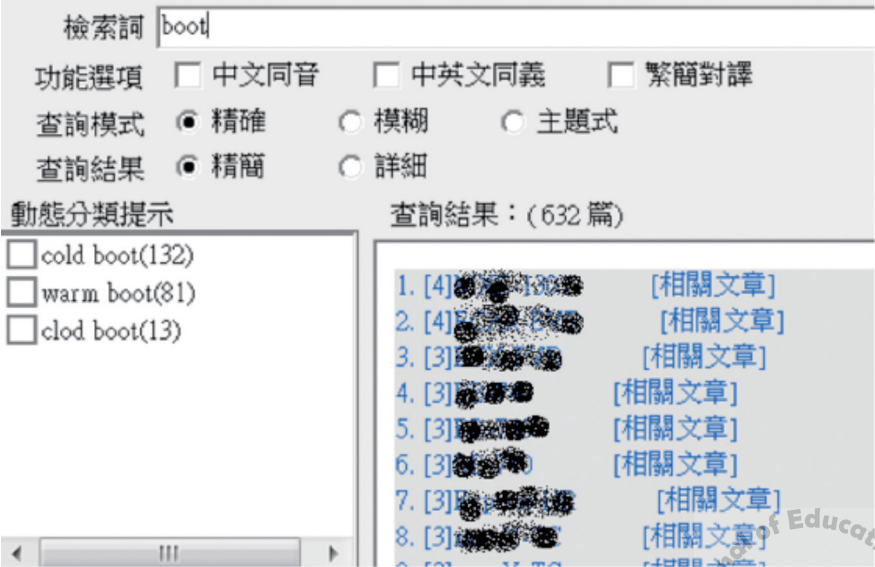 檢索詞 boot
功能選項 中文同音 中英文同義 繁簡對譯
查詢模式 精確 模糊 主題式
查詢結果 精簡 詳細
動態分類提示
cold boot(132)
warm boot(81)
clod boot(13)
查詢結果：(632 篇)
1. [4] [相關文章]
2. [4] [相關文章]
3. [3] [相關文章]
4. [3] [相關文章]
5. [3] [相關文章]
6. [3] [相關文章]
7. [3] [相關文章]
8. [3] [相關文章]
of Educat